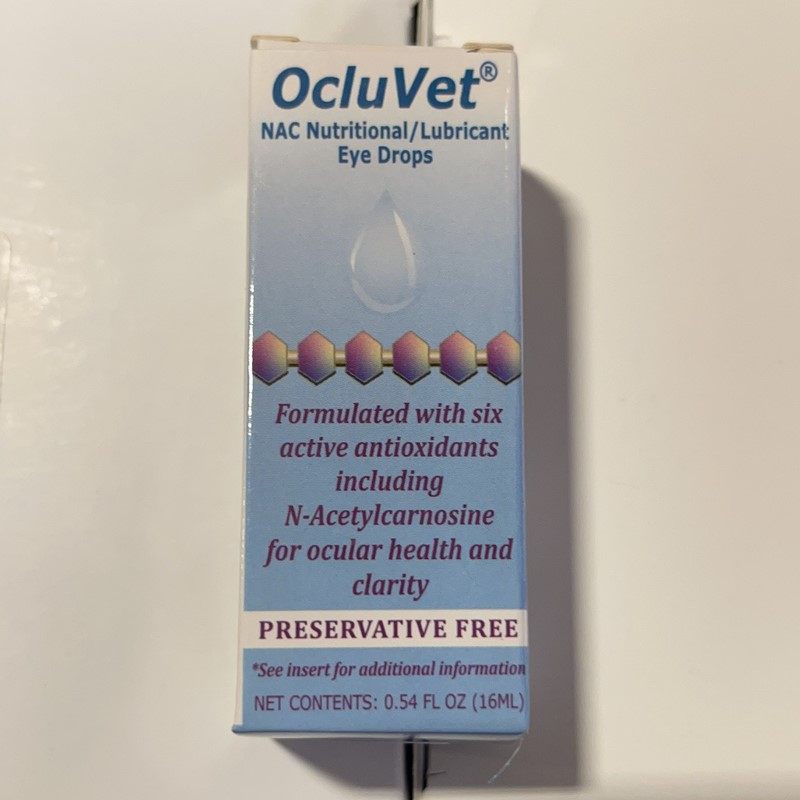 OcluVet®
NAC Nutritional/Lubricant
Eye Drops
Formulated with six
active antioxidants
including
N-Acetylcarnosine
for ocular health and
clarity
PRESERVATIVE FREE
*See insert for additional information
NET CONTENTS: 0.54 FL OZ (16ML)